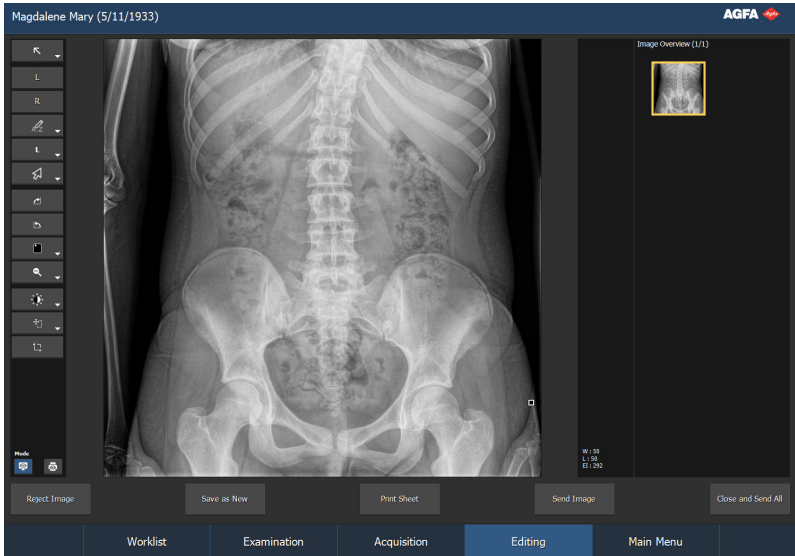 Magdalene Mary (5/11/1933)
AGFA
Image Overview (1/1)
L
R
L
W : 50
L : 50
EI : 292
Mode
Reject Image
Save as New
Print Sheet
Send Image
Close and Send All
Worklist
Examination
Acquisition
Editing
Main Menu